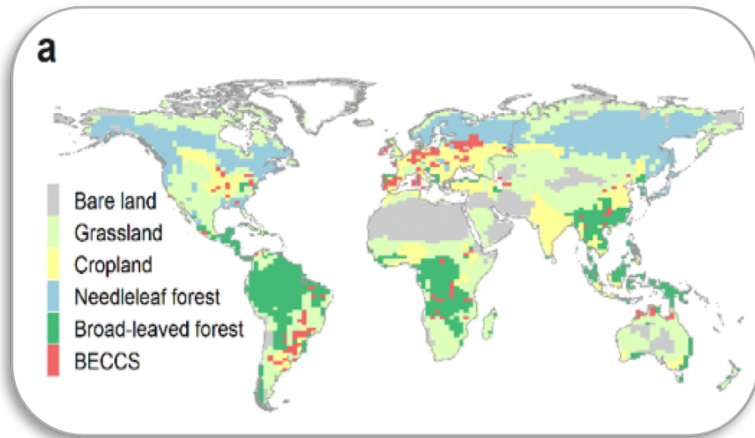 a
Bare land
Grassland
Cropland
Needleleaf forest
Broad-leaved forest
BECCS